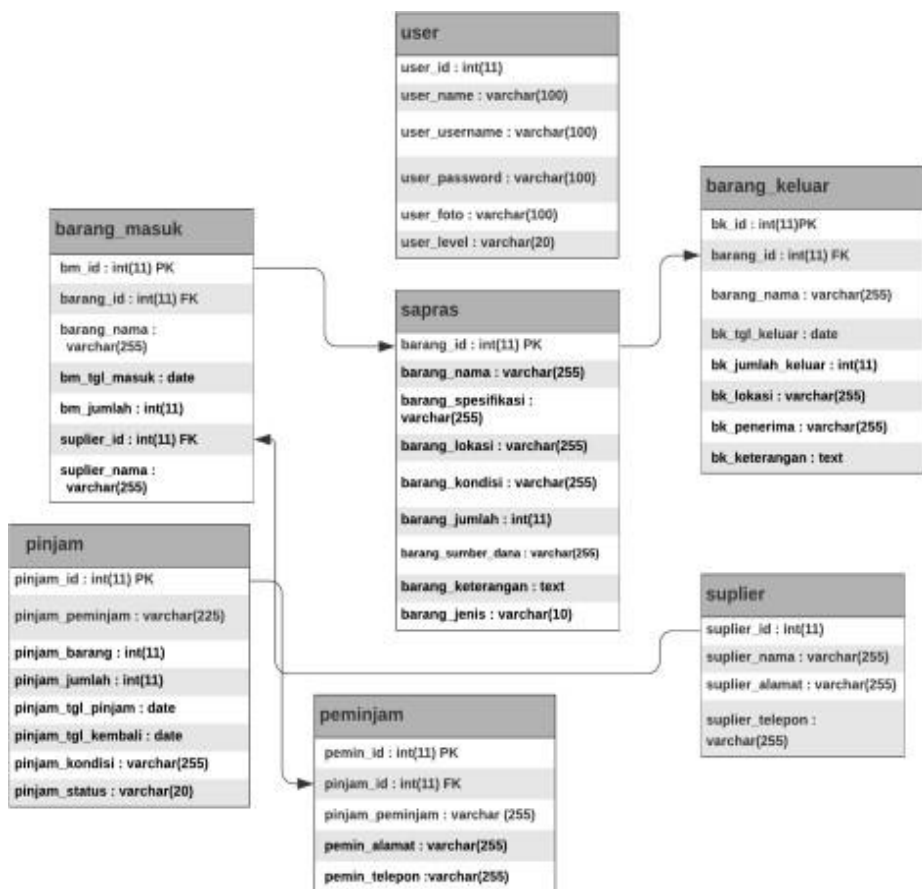 user
user_id : int(11)
user_name : varchar(100)
user_username : varchar(100)
user_password : varchar(100)
user_foto : varchar(100)
user_level : varchar(20)
barang_masuk
bm_id : int(11) PK
barang_id : int(11) FK
barang_nama :
varchar(255)
bm_tgl_masuk : date
bm_jumlah : int(11)
suplier_id : int(11) FK
suplier_nama :
varchar(255)
sapras
barang_id : int(11) PK
barang_nama : varchar(255)
barang_spesifikasi :
varchar(255)
barang_lokasi : varchar(255)
barang_kondisi : varchar(255)
barang_jumlah : int(11)
barang_sumber_dana : varchar(255)
barang_keterangan : text
barang_jenis : varchar(10)
barang_keluar
bk_id : int(11)PK
barang_id : int(11) FK
barang_nama : varchar(255)
bk_tgl_keluar : date
bk_jumlah_keluar : int(11)
bk_lokasi : varchar(255)
bk_penerima : varchar(255)
bk_keterangan : text
pinjam
pinjam_id : int(11) PK
pinjam_peminjam : varchar(225)
pinjam_barang : int(11)
pinjam_jumlah : int(11)
pinjam_tgl_pinjam : date
pinjam_tgl_kembali : date
pinjam_kondisi : varchar(255)
pinjam_status : varchar(20)
peminjam
pemin_id : int(11) PK
pinjam_id : int(11) FK
pinjam_peminjam : varchar (255)
pemin_alamat : varchar(255)
pemin_telepon :varchar(255)
suplier
suplier_id : int(11)
suplier_nama : varchar(255)
suplier_alamat : varchar(255)
suplier_telepon :
varchar(255)